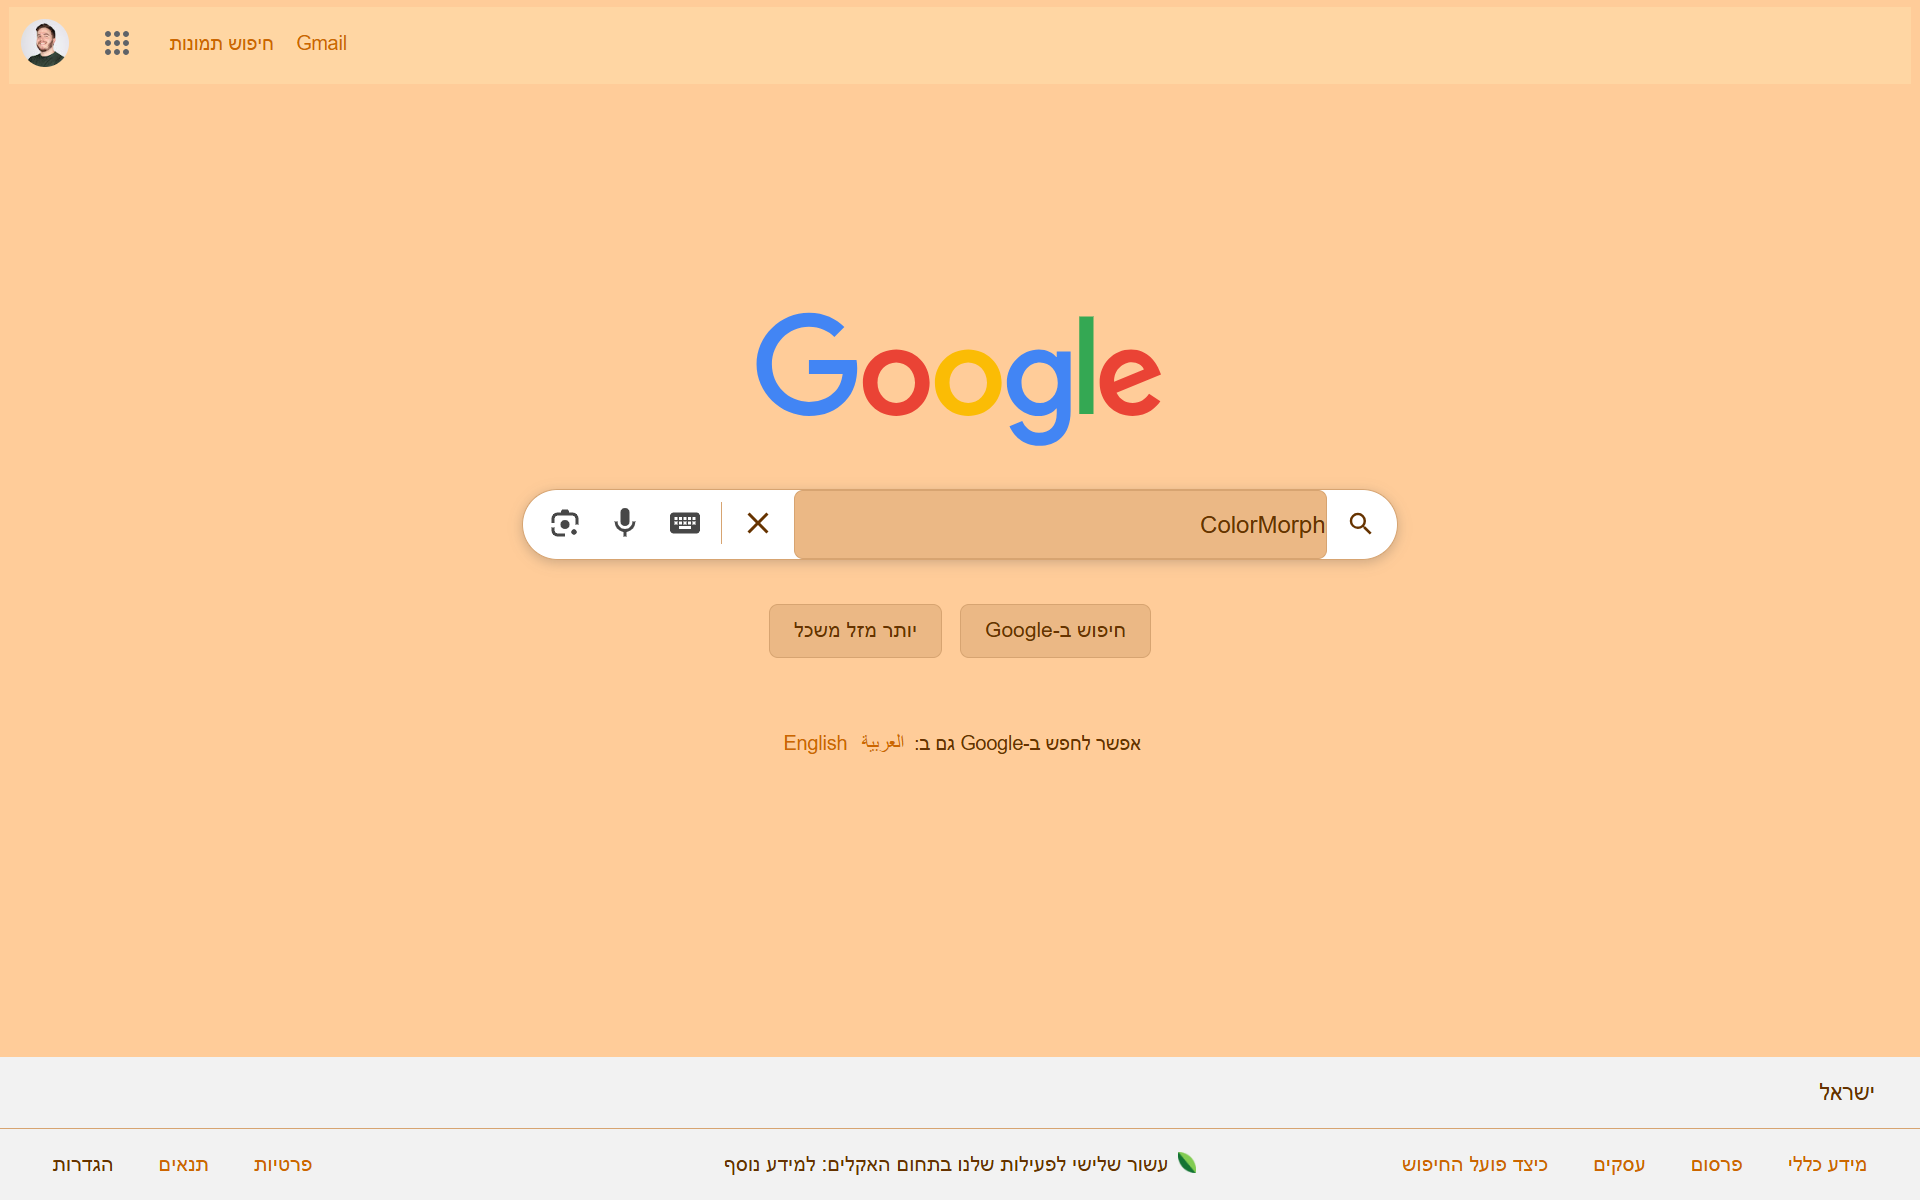 Gmail חיפוש תמונות
Google
ColorMorph
חיפוש ב-Google יותר מזל משכל
אפשר לחפש ב-Google גם ב: العربية English
ישראל
מידע כללי פרסום עסקים כיצד פועל החיפוש עשור שלישי לפעילות שלנו בתחום האקלים: למידע נוסף פרטיות תנאים הגדרות